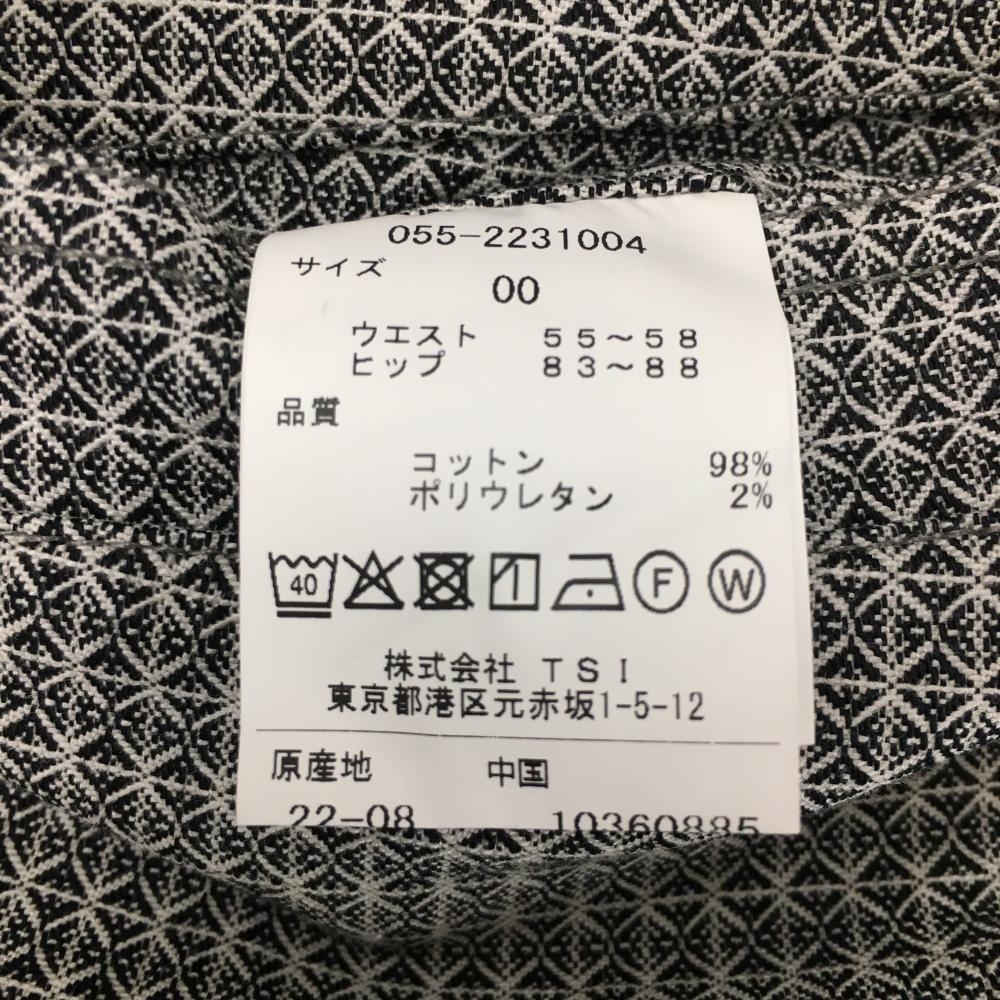 055-2231004
サイズ
00
ウエスト 55～58
ヒップ 83～88
品質
コットン 98%
ポリウレタン 2%
40 F W
株式会社 TSI
東京都港区元赤坂1-5-12
原産地 中国
22-08 10360885